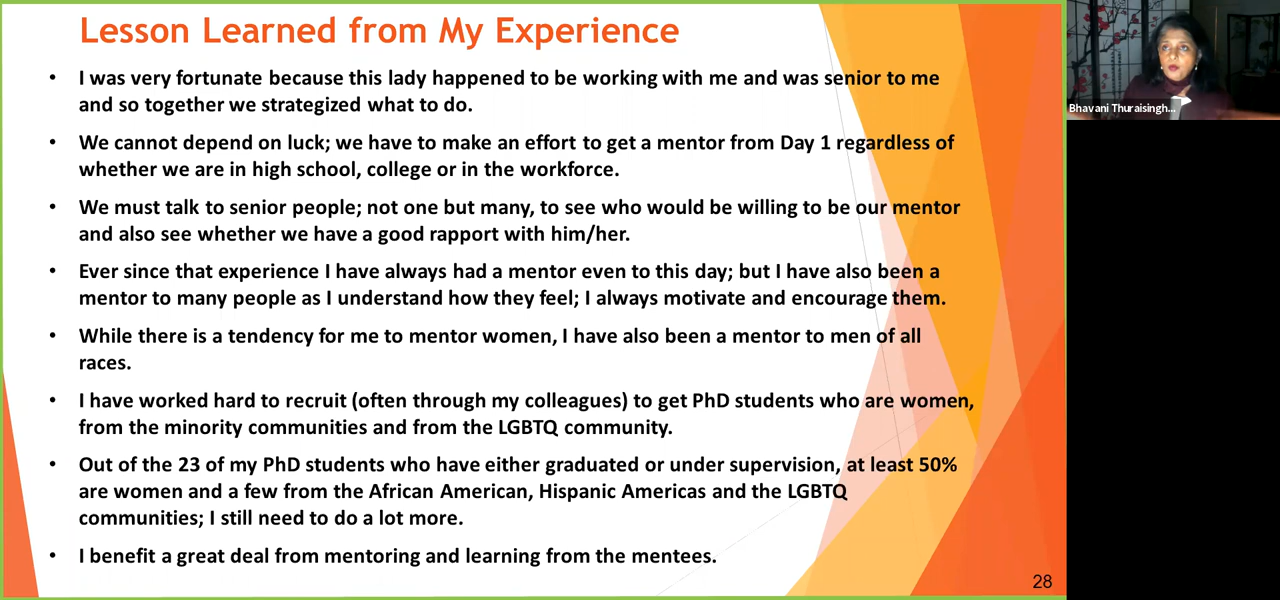 Lesson Learned from My Experience
• I was very fortunate because this lady happened to be working with me and was senior to me
and so together we strategized what to do.
• We cannot depend on luck; we have to make an effort to get a mentor from Day 1 regardless of
whether we are in high school, college or in the workforce.
• We must talk to senior people; not one but many, to see who would be willing to be our mentor
and also see whether we have a good rapport with him/her.
• Ever since that experience I have always had a mentor even to this day; but I have also been a
mentor to many people as I understand how they feel; I always motivate and encourage them.
• While there is a tendency for me to mentor women, I have also been a mentor to men of all
races.
• I have worked hard to recruit (often through my colleagues) to get PhD students who are women,
from the minority communities and from the LGBTQ community.
• Out of the 23 of my PhD students who have either graduated or under supervision, at least 50%
are women and a few from the African American, Hispanic Americas and the LGBTQ
communities; I still need to do a lot more.
• I benefit a great deal from mentoring and learning from the mentees.
28
Bhavani Thuraisingh...